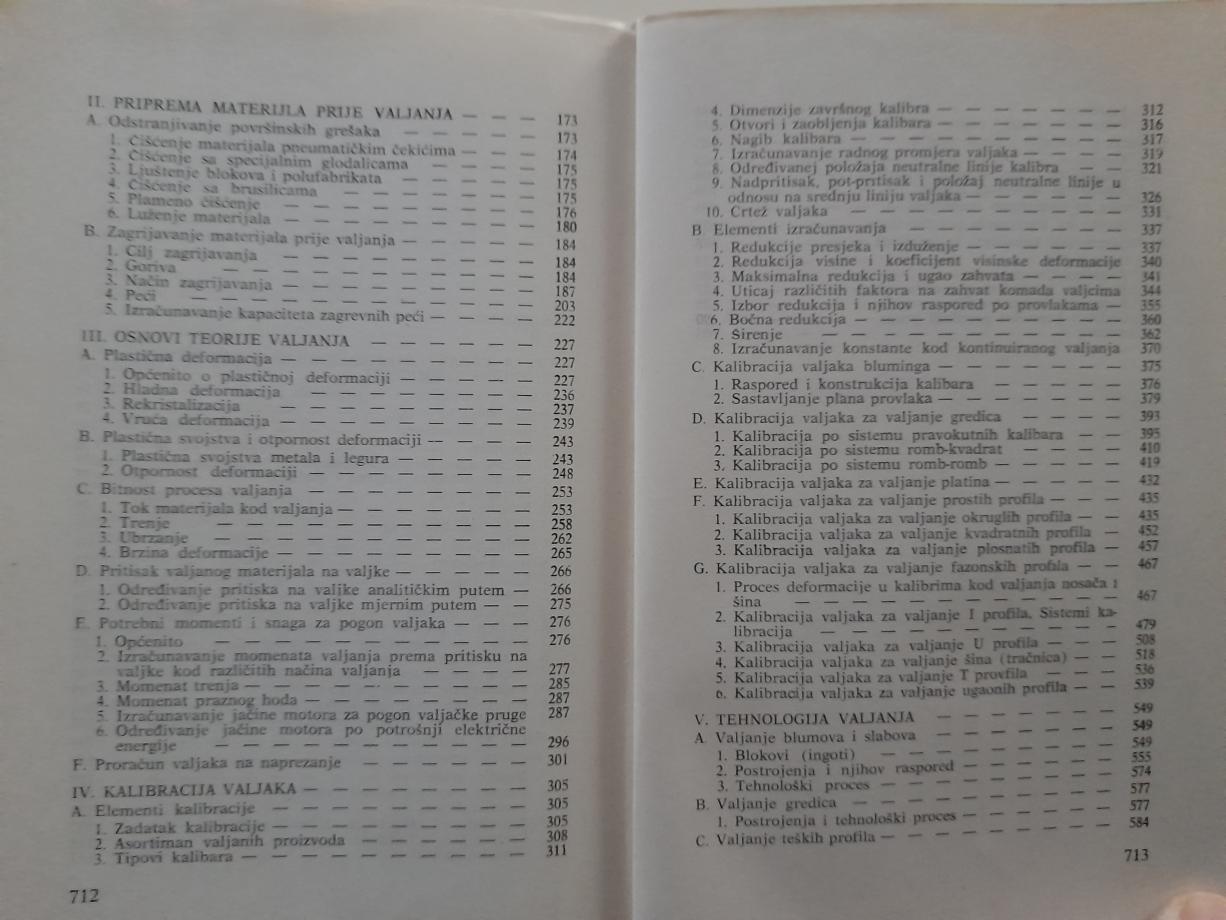 II. PRIPREMA MATERIJLA PRIJE VALJANJA — — — 173
A. Odstranjivanje površinskih grešaka — — — — — 173
1. Čišćenje materijala pneumatičkim čekićima — — — 174
2. Čišćenje sa specijalnim glodalicama — — — — 175
3. Ljuštenje blokova i polufabrikata — — — — — 175
4. Čišćenje sa brusilicama — — — — — — 175
5. Plameno čišćenje — — — — — — — — 176
6. Luženje materijala — — — — — — — — 180
B. Zagrijavanje materijala prije valjanja — — — — — 184
1. Cilj zagrijavanja — — — — — — — — 184
2. Goriva — — — — — — — — — 184
3. Način zagrijavanja — — — — — — — — 187
4. Peći — — — — — — — — — — 203
5. Izračunavanje kapaciteta zagrevnih peći — — — — 222
III. OSNOVI TEORIJE VALJANJA — — — — — — 227
A. Plastična deformacija — — — — — — — — 227
1. Općenito o plastičnoj deformaciji — — — — — 227
2. Hladna deformacija — — — — — — — 236
3. Rekristalizacija — — — — — — — — 237
4. Vruća deformacija — — — — — — — — 239
B. Plastična svojstva i otpornost deformaciji — — — — 243
1. Plastična svojstva metala i legura — — — — — 243
2. Otpornost deformaciji — — — — — — — 248
C. Bitnost procesa valjanja — — — — — — — 253
1. Tok materijala kod valjanja — — — — — — 253
2. Trenje — — — — — — — — — — 258
3. Ubrzanje — — — — — — — — — 262
4. Brzina deformacije — — — — — — — — 265
D. Pritisak valjanog materijala na valjke — — — — — 266
1. Određivanje pritiska na valjke analitičkim putem — 266
2. Određivanje pritiska na valjke mjernim putem — — 275
E. Potrebni momenti i snaga za pogon valjaka — — — 276
1. Općenito — — — — — — — — — 276
2. Izračunavanje momenata valjanja prema pritisku na
valjke kod različitih načina valjanja — — — — 277
3. Momenat trenja — — — — — — — — — 285
4. Momenat praznog hoda — — — — — — — 287
5. Izračunavanje jačine motora za pogon valjačke pruge 287
6. Određivanje jačine motora po potrošnji električne
energije — — — — — — — — — — 296
F. Proračun valjaka na naprezanje — — — — — — 301
IV. KALIBRACIJA VALJAKA — — — — — — — 305
A. Elementi kalibracije — — — — — — — — 305
1. Zadatak kalibracije — — — — — — — — 305
2. Asortiman valjanih proizvoda — — — — — — 308
3. Tipovi kalibara — — — — — — — — — 311
712
4. Dimenzije završnog kalibra — — — — — — 312
5. Otvori i zaobljenja kalibara — — — — — — 316
6. Nagib kalibara — — — — — — — — 317
7. Izračunavanje radnog promjera valjaka — — — — 319
8. Određivanej položaja neutralne linije kalibra — — 321
9. Nadpritisak, pot-prtisak i položaj neutralne linije u
odnosu na srednju liniju valjaka — — — — — 326
10. Crtež valjaka — — — — — — — — — 331
B. Elementi izračunavanja — — — — — — — 337
1. Redukcije presjeka i izduženje — — — — — — 337
2. Redukcija visine i koeficijent visinske deformacije 340
3. Maksimalna redukcija i ugao zahvata — — — — 341
4. Uticaj različitih faktora na zahvat komada valjcima 344
5. Izbor redukcija i njihov raspored po provlakama — 355
6. Bočna redukcija — — — — — — — — — 360
7. Širenje — — — — — — — — — — 362
8. Izračunavanje konstante kod kontinuiranog valjanja 370
C. Kalibracija valjaka bluminga — — — — — — 375
1. Raspored i konstrukcija kalibara — — — — — 376
2. Sastavljanje plana provlaka — — — — — — 379
D. Kalibracija valjaka za valjanje gredica — — — — 393
1. Kalibracija po sistemu pravokutnih kalibara — — 395
2. Kalibracija po sistemu romb-kvadrat — — — — 410
3. Kalibracija po sistemu romb-romb — — — — — 419
E. Kalibracija valjaka za valjanje platina — — — — — 432
F. Kalibracija valjaka za valjanje prostih profila — — — 435
1. Kalibracija valjaka za valjanje okruglih profila — — 435
2. Kalibracija valjaka za valjanje kvadratnih profila — 452
3. Kalibracija valjaka za valjanje plosnatih profila — 457
G. Kalibracija valjaka za valjanje fazonskih profila — — 467
1. Proces deformacije u kalibrima kod valjanja nosača i
šina — — — — — — — — — — 467
2. Kalibracija valjaka za valjanje I profila. Sistemi ka-
libracija — — — — — — — — — — 479
3. Kalibracija valjaka za valjanje U profila — — — 508
4. Kalibracija valjaka za valjanje šina (tračnica) — — 518
5. Kalibracija valjaka za valjanje T provfila — — — 536
6. Kalibracija valjaka za valjanje ugaonih profila — — 539
V. TEHNOLOGIJA VALJANJA — — — — — — — 549
A. Valjanje blumova i slabova — — — — — — — 549
1. Blokovi (ingoti) — — — — — — — — 549
2. Postrojenja i njihov raspored — — — — — — 555
3. Tehnološki proces — — — — — — — — 574
B. Valjanje gredica — — — — — — — — — 577
1. Postrojenja i tehnološki proces — — — — — — 577
C. Valjanje teških profila — — — — — — — — 584
713